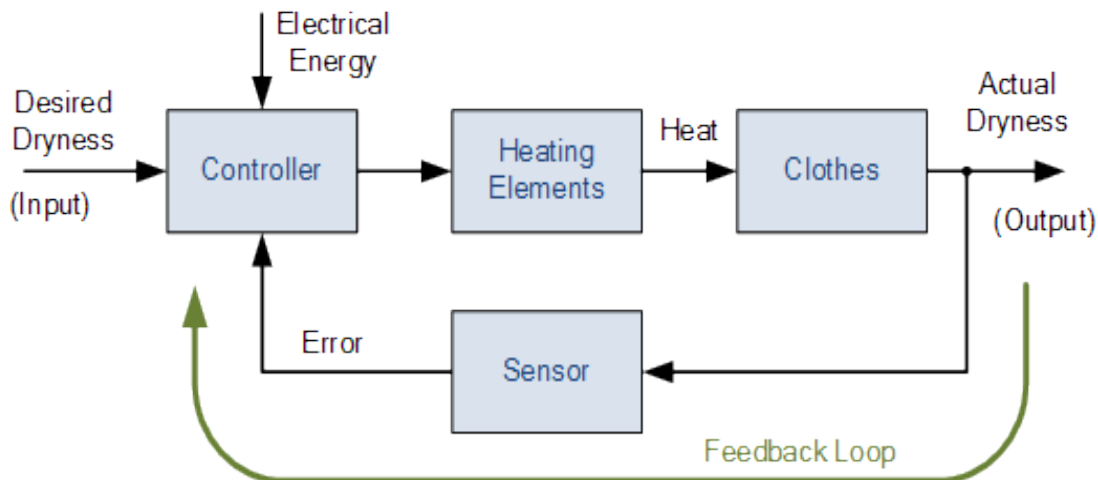 Electrical
Energy
Desired
Dryness
(Input)
Controller
Heating
Elements
Heat
Clothes
Actual
Dryness
(Output)
Error
Sensor
Feedback Loop